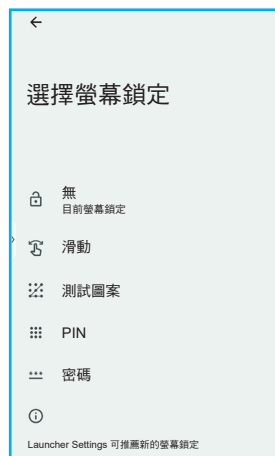 選擇螢幕鎖定
無
目前螢幕鎖定
滑動
測試圖案
PIN
密碼
Launcher Settings 可推薦新的螢幕鎖定